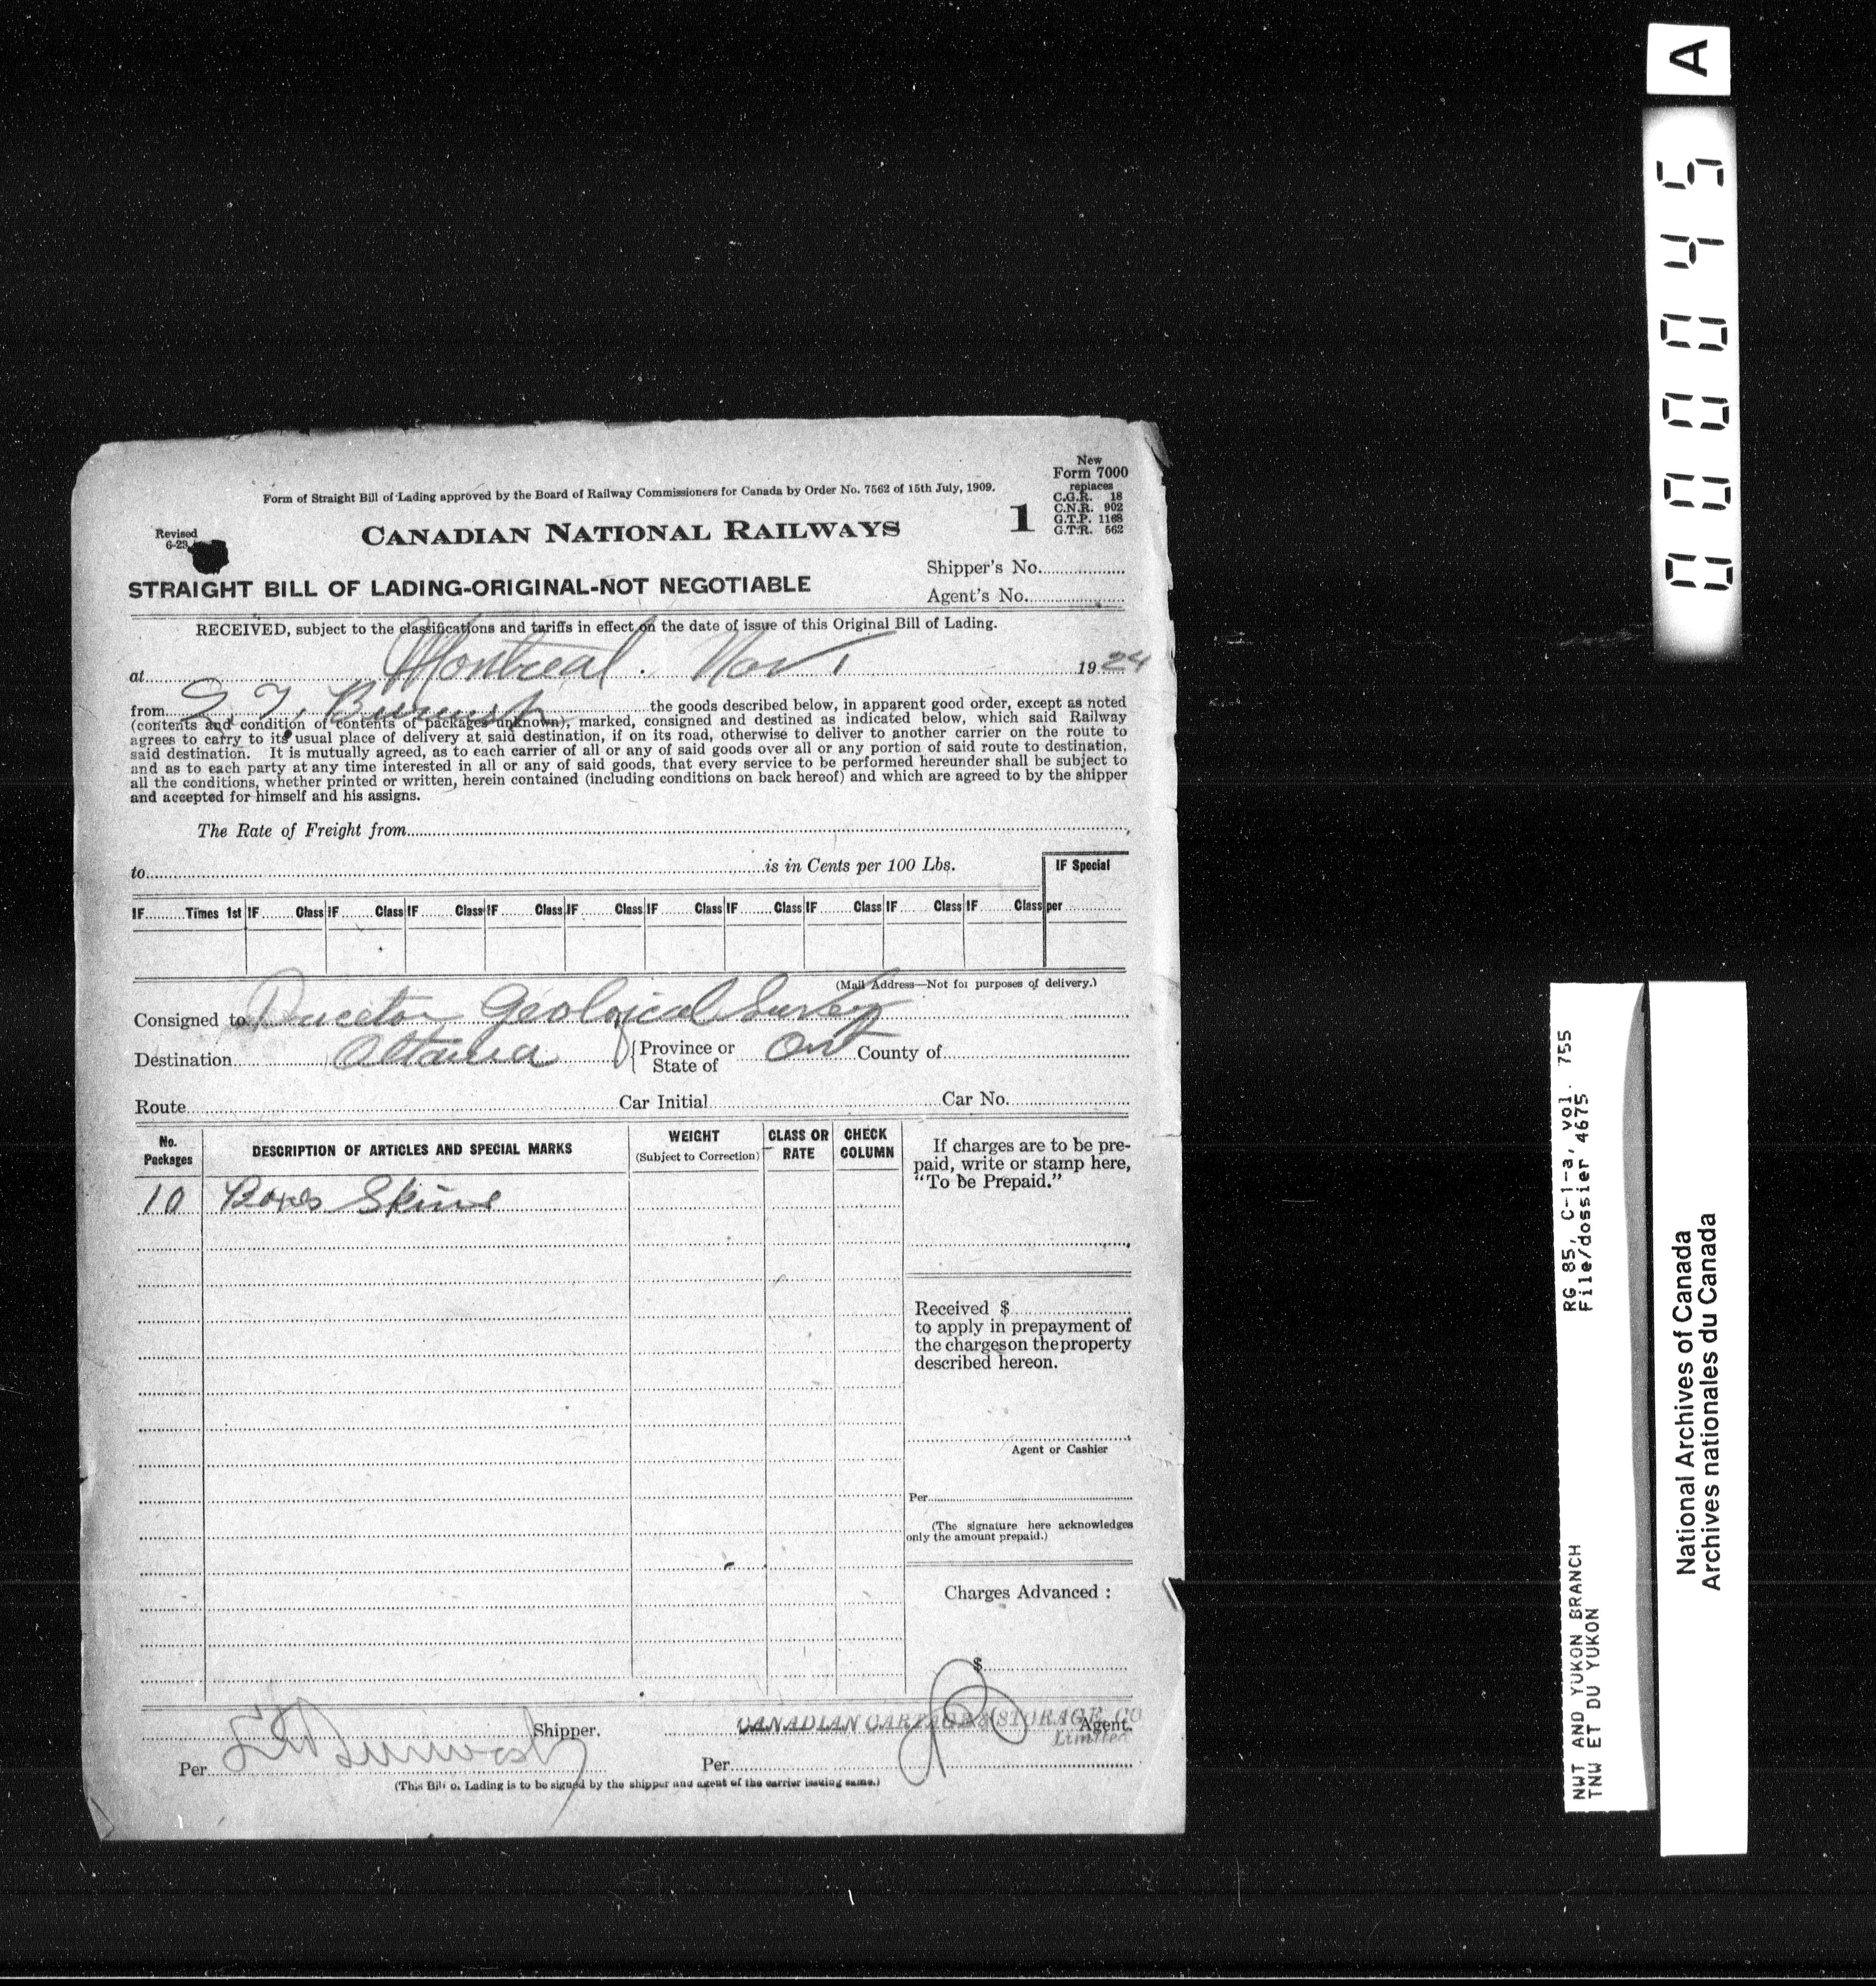 New
Form 7000
replaces
C.G.R. 18
C.N.R. 902
G.T.P. 1168
G.T.R. 562
Form of Straight Bill of Lading approved by the Board of Railway Commissioners for Canada by Order No. 7562 of 15th July, 1909.
1
Revised
6-23
CANADIAN NATIONAL RAILWAYS
Shipper's No.
STRAIGHT BILL OF LADING-ORIGINAL-NOT NEGOTIABLE
Agent's No.
RECEIVED, subject to the classifications and tariffs in effect on the date of issue of this Original Bill of Lading.
at Montreal. Nov 1 1924
from the goods described below, in apparent good order, except as noted
(contents and condition of contents of packages unknown), marked, consigned and destined as indicated below, which said Railway
agrees to carry to its usual place of delivery at said destination, if on its road, otherwise to deliver to another carrier on the route to
said destination. It is mutually agreed, as to each carrier of all or any of said goods over all or any portion of said route to destination,
and as to each party at any time interested in all or any of said goods, that every service to be performed hereunder shall be subject to
all the conditions, whether printed or written, herein contained (including conditions on back hereof) and which are agreed to by the shipper
and accepted for himself and his assigns.
The Rate of Freight from
to is in Cents per 100 Lbs.
IF Special
IF Times 1st IF Class IF Class IF Class IF Class IF Class IF Class IF Class IF Class IF Class IF Class per
(Mail Address—Not for purposes of delivery.)
Consigned to Director Geological Survey
Destination Ottawa Province or State of Ont County of
Route Car Initial Car No.
No. Packages DESCRIPTION OF ARTICLES AND SPECIAL MARKS WEIGHT (Subject to Correction) CLASS OR RATE CHECK COLUMN
10 Boxes Skins
If charges are to be pre-
paid, write or stamp here,
"To be Prepaid."
Received $
to apply in prepayment of
the charges on the property
described hereon.
Agent or Cashier
Per
(The signature here acknowledges
only the amount prepaid.)
Charges Advanced :
$
Shipper. CANADIAN CARTAGE & STORAGE CO Agent.
Limited
Per Per
(This Bill of Lading is to be signed by the shipper and agent of the carrier issuing same.)
A
000045
RG 85, C-1-a, vol. 755
File/dossier 4675
NWT AND YUKON BRANCH
TNW ET DU YUKON
National Archives of Canada
Archives nationales du Canada